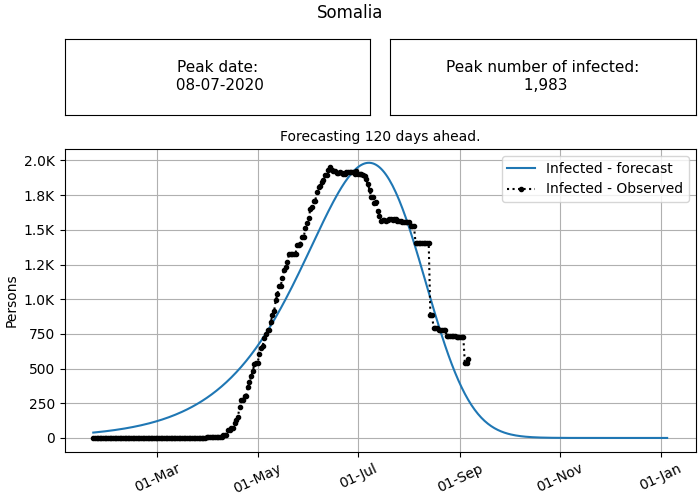 Somalia
Peak date:
08-07-2020
Peak number of infected:
1,983
Forecasting 120 days ahead.
Infected - forecast
Infected - Observed
Persons
2.0K
1.8K
1.5K
1.2K
1.0K
750
500
250
0
01-Mar
01-May
01-Jul
01-Sep
01-Nov
01-Jan